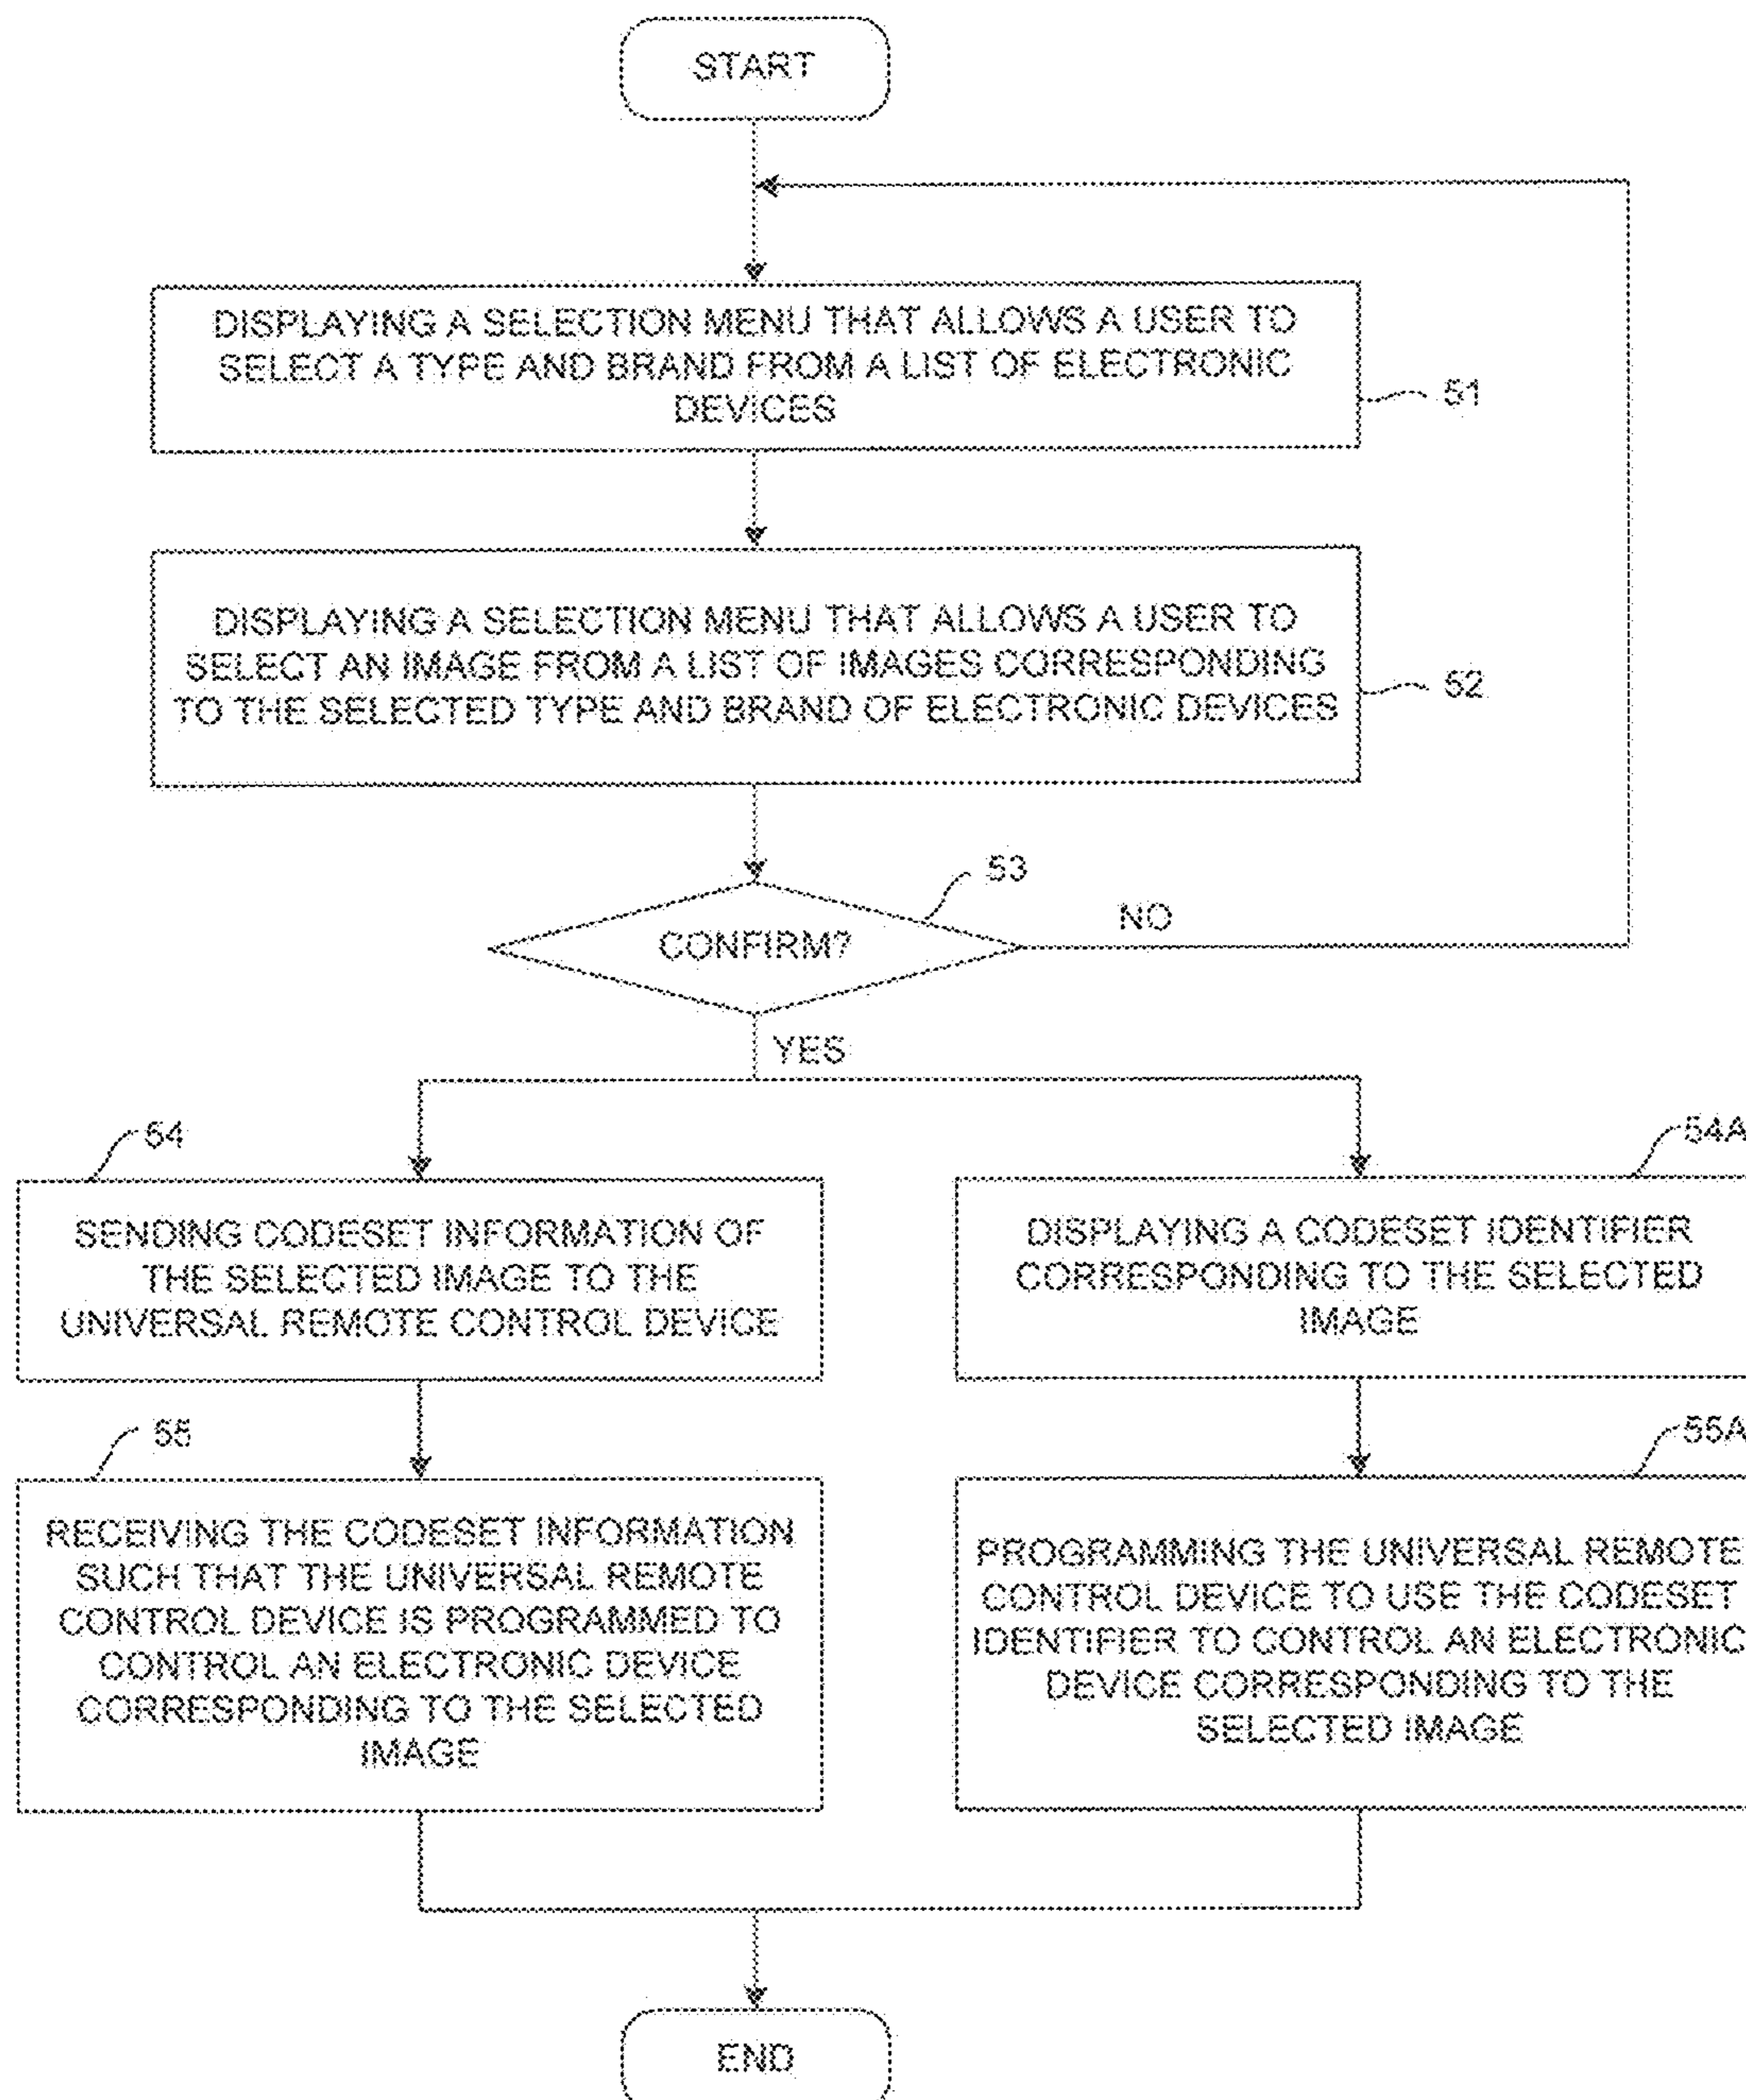 START
DISPLAYING A SELECTION MENU THAT ALLOWS A USER TO
SELECT A TYPE AND BRAND FROM A LIST OF ELECTRONIC
DEVICES
51
DISPLAYING A SELECTION MENU THAT ALLOWS A USER TO
SELECT AN IMAGE FROM A LIST OF IMAGES CORRESPONDING
TO THE SELECTED TYPE AND BRAND OF ELECTRONIC DEVICES
52
53
CONFIRM?
NO
YES
54
SENDING CODESET INFORMATION OF
THE SELECTED IMAGE TO THE
UNIVERSAL REMOTE CONTROL DEVICE
54A
DISPLAYING A CODESET IDENTIFIER
CORRESPONDING TO THE SELECTED
IMAGE
55
RECEIVING THE CODESET INFORMATION
SUCH THAT THE UNIVERSAL REMOTE
CONTROL DEVICE IS PROGRAMMED TO
CONTROL AN ELECTRONIC DEVICE
CORRESPONDING TO THE SELECTED
IMAGE
55A
PROGRAMMING THE UNIVERSAL REMOTE
CONTROL DEVICE TO USE THE CODESET
IDENTIFIER TO CONTROL AN ELECTRONIC
DEVICE CORRESPONDING TO THE
SELECTED IMAGE
END